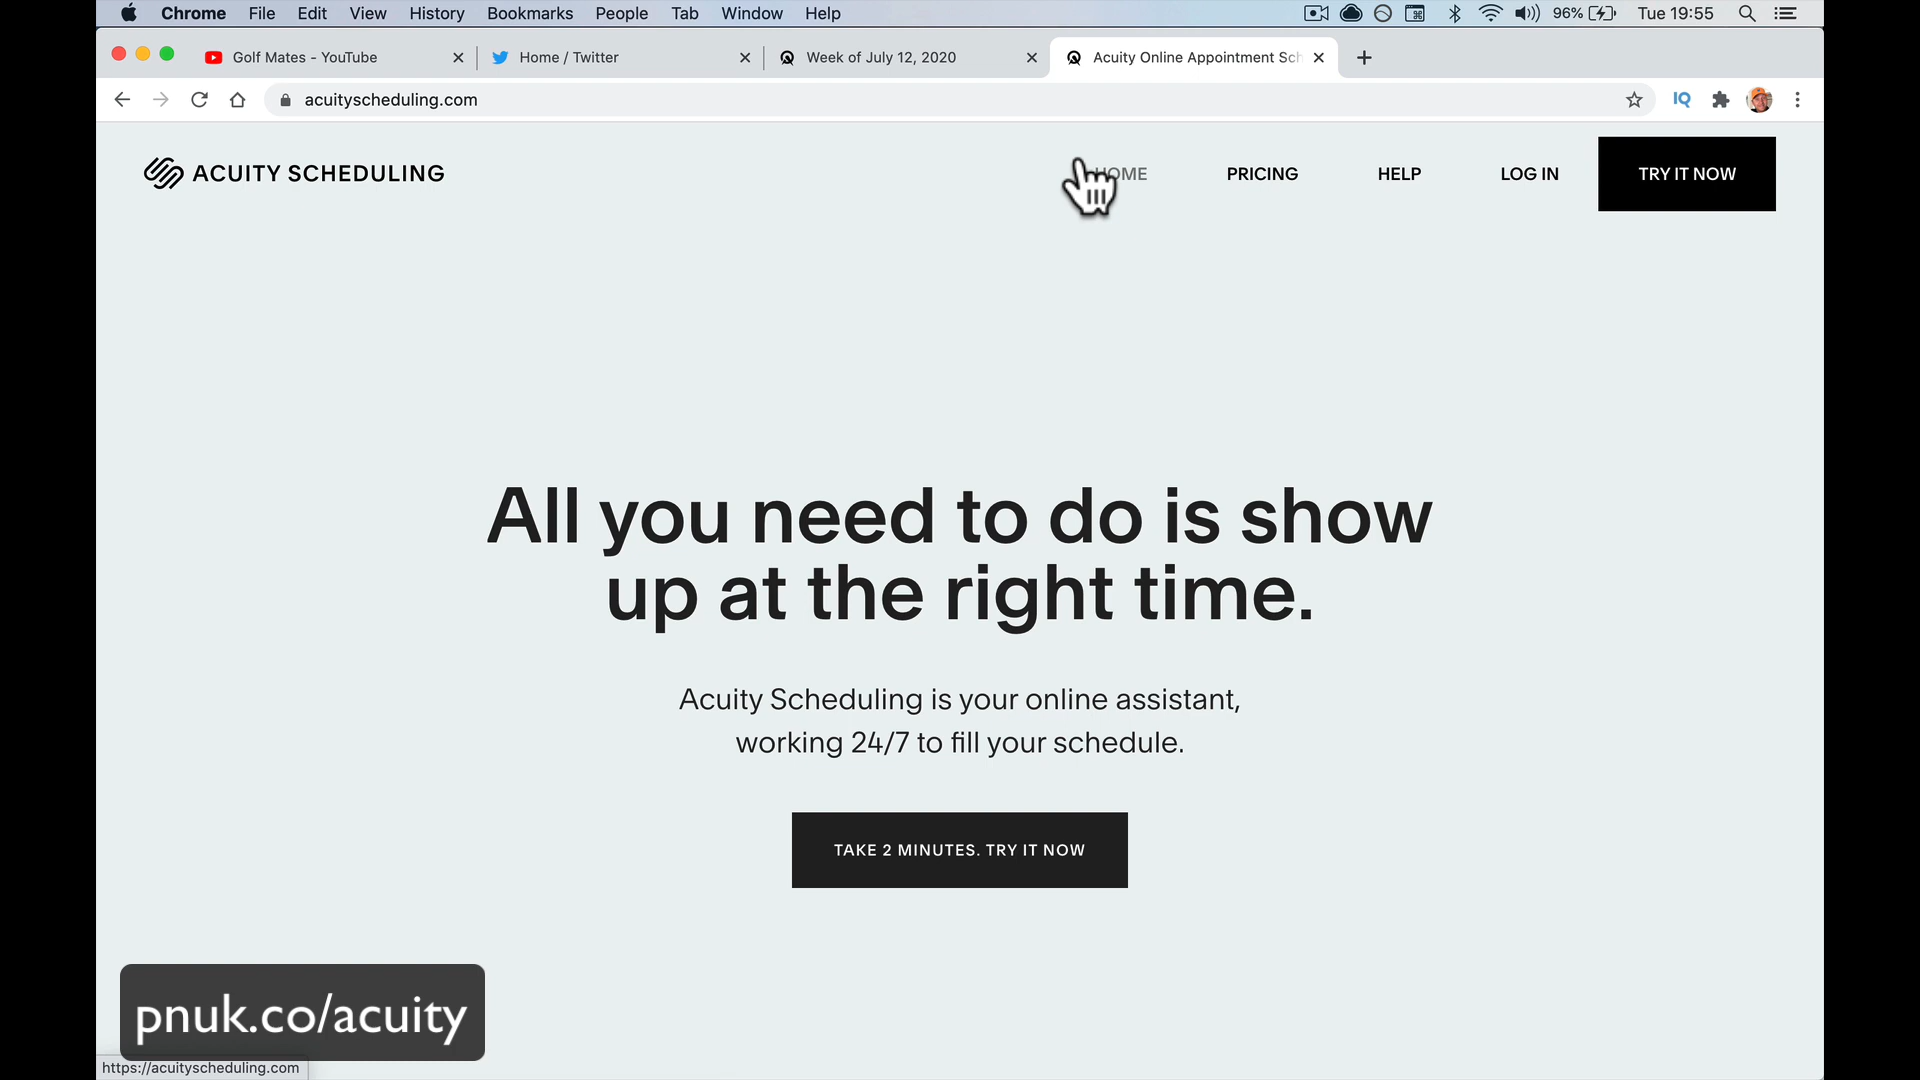 Chrome File Edit View History Bookmarks People Tab Window Help 96% Tue 19:55
Golf Mates - YouTube Home / Twitter Week of July 12, 2020 Acuity Online Appointment Sch
acuityscheduling.com IQ
ACUITY SCHEDULING HOME PRICING HELP LOG IN TRY IT NOW
All you need to do is show
up at the right time.
Acuity Scheduling is your online assistant,
working 24/7 to fill your schedule.
TAKE 2 MINUTES. TRY IT NOW
pnuk.co/acuity
https://acuityscheduling.com